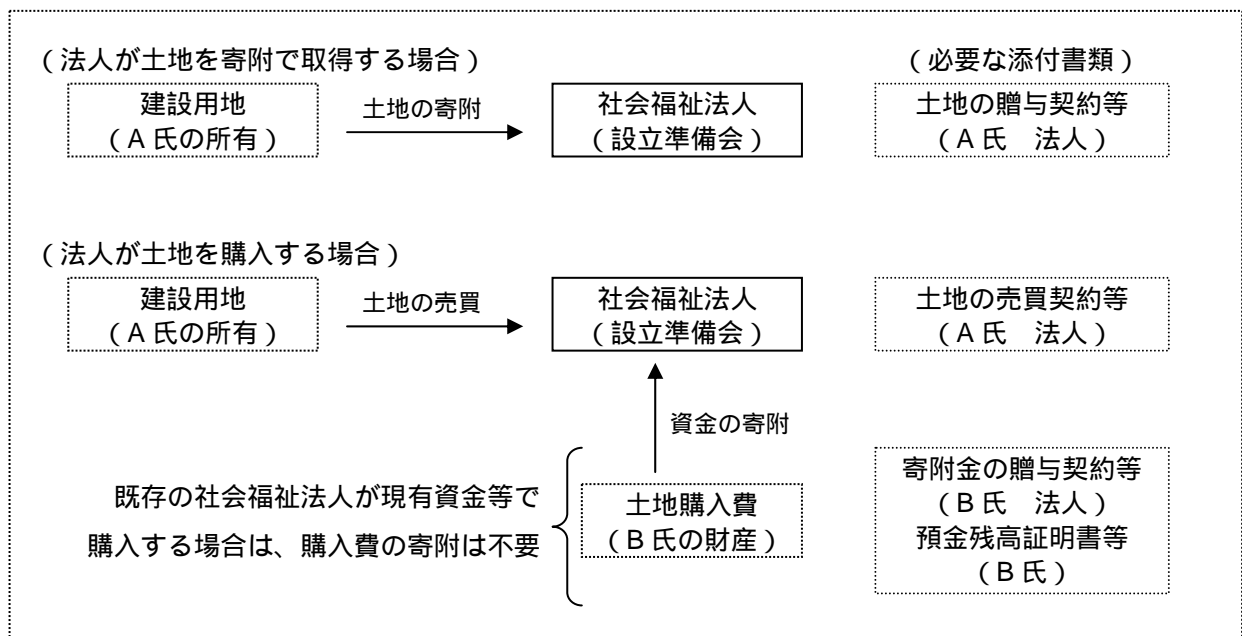 (法人が土地を寄附で取得する場合)
(必要な添付書類)
建設用地
(A氏の所有)
土地の寄附
社会福祉法人
(設立準備会)
土地の贈与契約等
(A氏 法人)
(法人が土地を購入する場合)
建設用地
(A氏の所有)
土地の売買
社会福祉法人
(設立準備会)
土地の売買契約等
(A氏 法人)
資金の寄附
既存の社会福祉法人が現有資金等で
購入する場合は、購入費の寄附は不要
土地購入費
(B氏の財産)
寄附金の贈与契約等
(B氏 法人)
預金残高証明書等
(B氏)